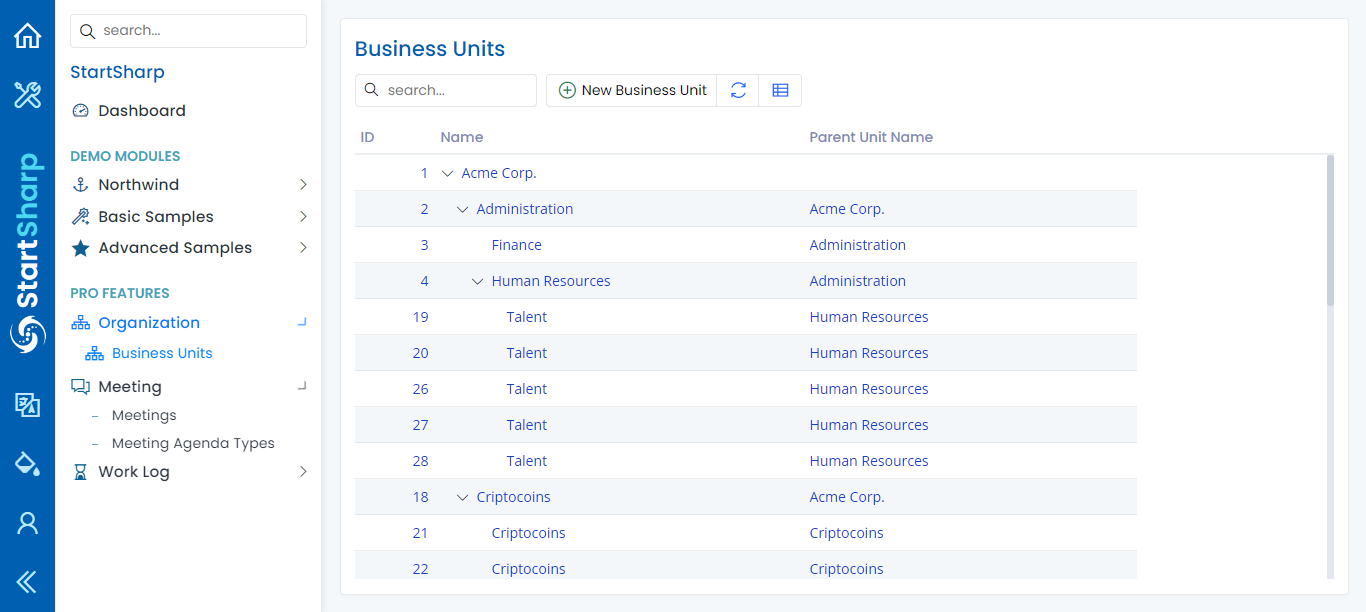 StartSharp
search...
StartSharp
Dashboard
DEMO MODULES
Northwind
Basic Samples
Advanced Samples
PRO FEATURES
Organization
Business Units
Meeting
Meetings
Meeting Agenda Types
Work Log
Business Units
search...
New Business Unit
ID Name Parent Unit Name
1 Acme Corp.
2 Administration Acme Corp.
3 Finance Administration
4 Human Resources Administration
19 Talent Human Resources
20 Talent Human Resources
26 Talent Human Resources
27 Talent Human Resources
28 Talent Human Resources
18 Criptocoins Acme Corp.
21 Criptocoins Criptocoins
22 Criptocoins Criptocoins